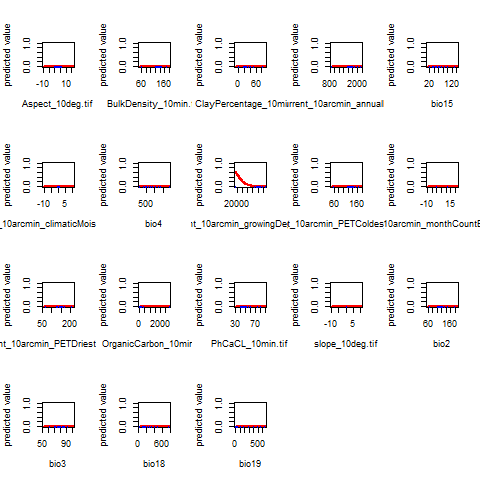 predicted value predicted value predicted value predicted value predicted value
0.0 1.0 0.0 1.0 0.0 1.0 0.0 1.0 0.0 1.0
-10 10 60 160 0 60 800 2000 20 120
Aspect_10deg.tif BulkDensity_10min. ClayPercentage_10mi rrent_10arcmin_annual bio15
predicted value predicted value predicted value predicted value predicted value
0.0 1.0 0.0 1.0 0.0 1.0 0.0 1.0 0.0 1.0
-10 5 500 20000 60 160 -10 15
_10arcmin_climaticMois bio4 nt_10arcmin_growingDe t_10arcmin_PETColdes 10arcmin_monthCountB
predicted value predicted value predicted value predicted value predicted value
0.0 1.0 0.0 1.0 0.0 1.0 0.0 1.0 0.0 1.0
50 200 0 2000 30 70 -10 5 60 160
nt_10arcmin_PETDriest OrganicCarbon_10mir PhCaCL_10min.tif slope_10deg.tif bio2
predicted value predicted value predicted value
0.0 1.0 0.0 1.0 0.0 1.0
50 90 0 600 0 500
bio3 bio18 bio19